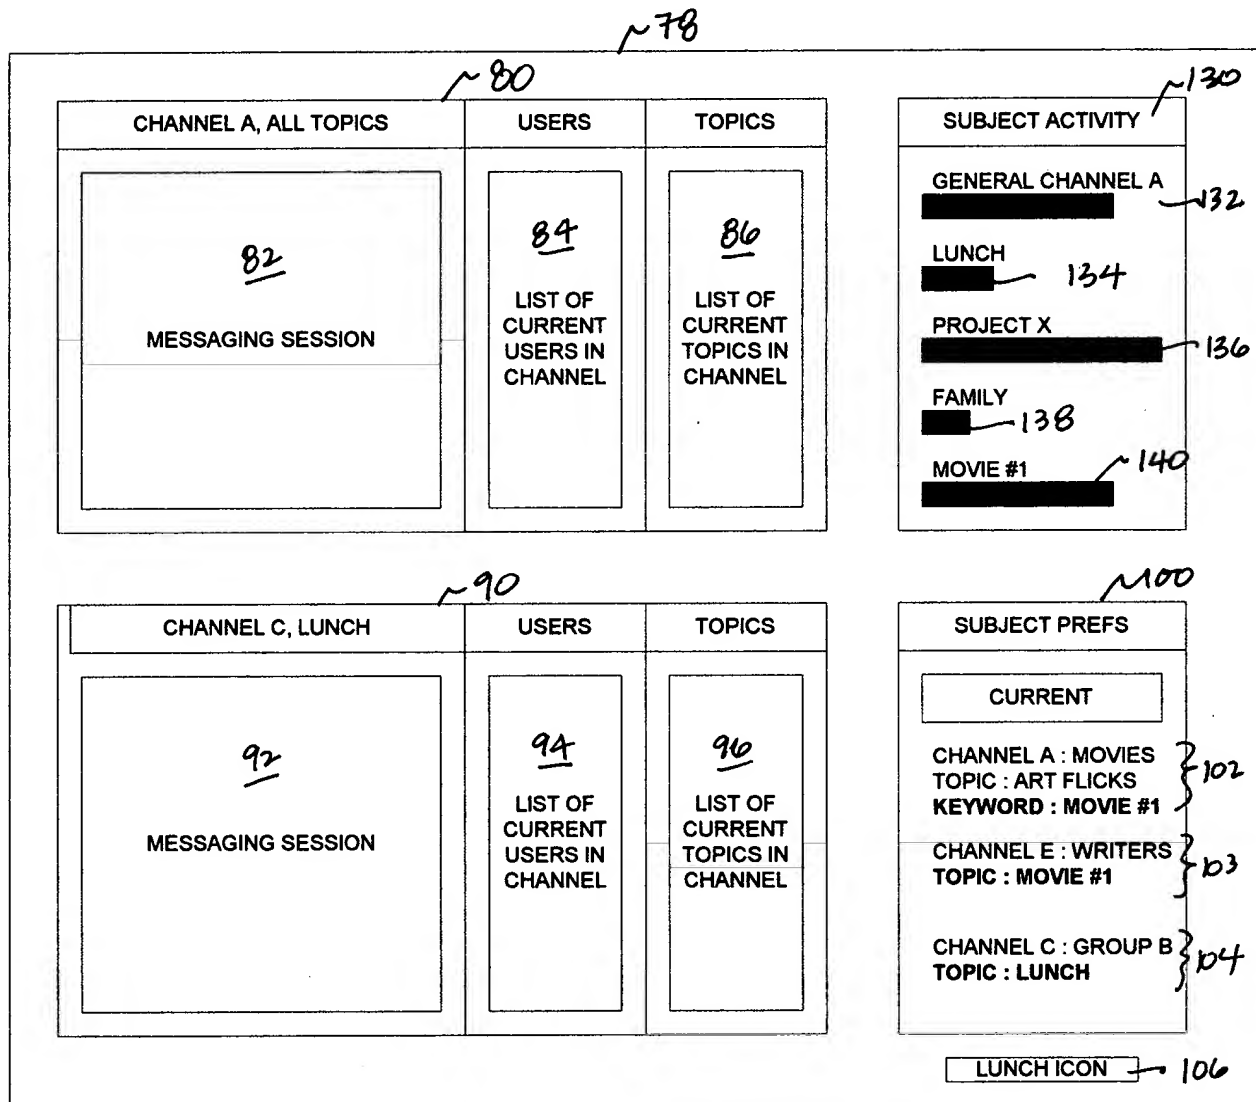 78
80
CHANNEL A, ALL TOPICS
USERS
TOPICS
82
MESSAGING SESSION
84
LIST OF
CURRENT
USERS IN
CHANNEL
86
LIST OF
CURRENT
TOPICS IN
CHANNEL
130
SUBJECT ACTIVITY
GENERAL CHANNEL A
132
LUNCH
134
PROJECT X
136
FAMILY
138
MOVIE #1
140
90
CHANNEL C, LUNCH
USERS
TOPICS
92
MESSAGING SESSION
94
LIST OF
CURRENT
USERS IN
CHANNEL
96
LIST OF
CURRENT
TOPICS IN
CHANNEL
100
SUBJECT PREFS
CURRENT
CHANNEL A : MOVIES
TOPIC : ART FLICKS
KEYWORD : MOVIE #1
102
CHANNEL E : WRITERS
TOPIC : MOVIE #1
103
CHANNEL C : GROUP B
TOPIC : LUNCH
104
LUNCH ICON
106